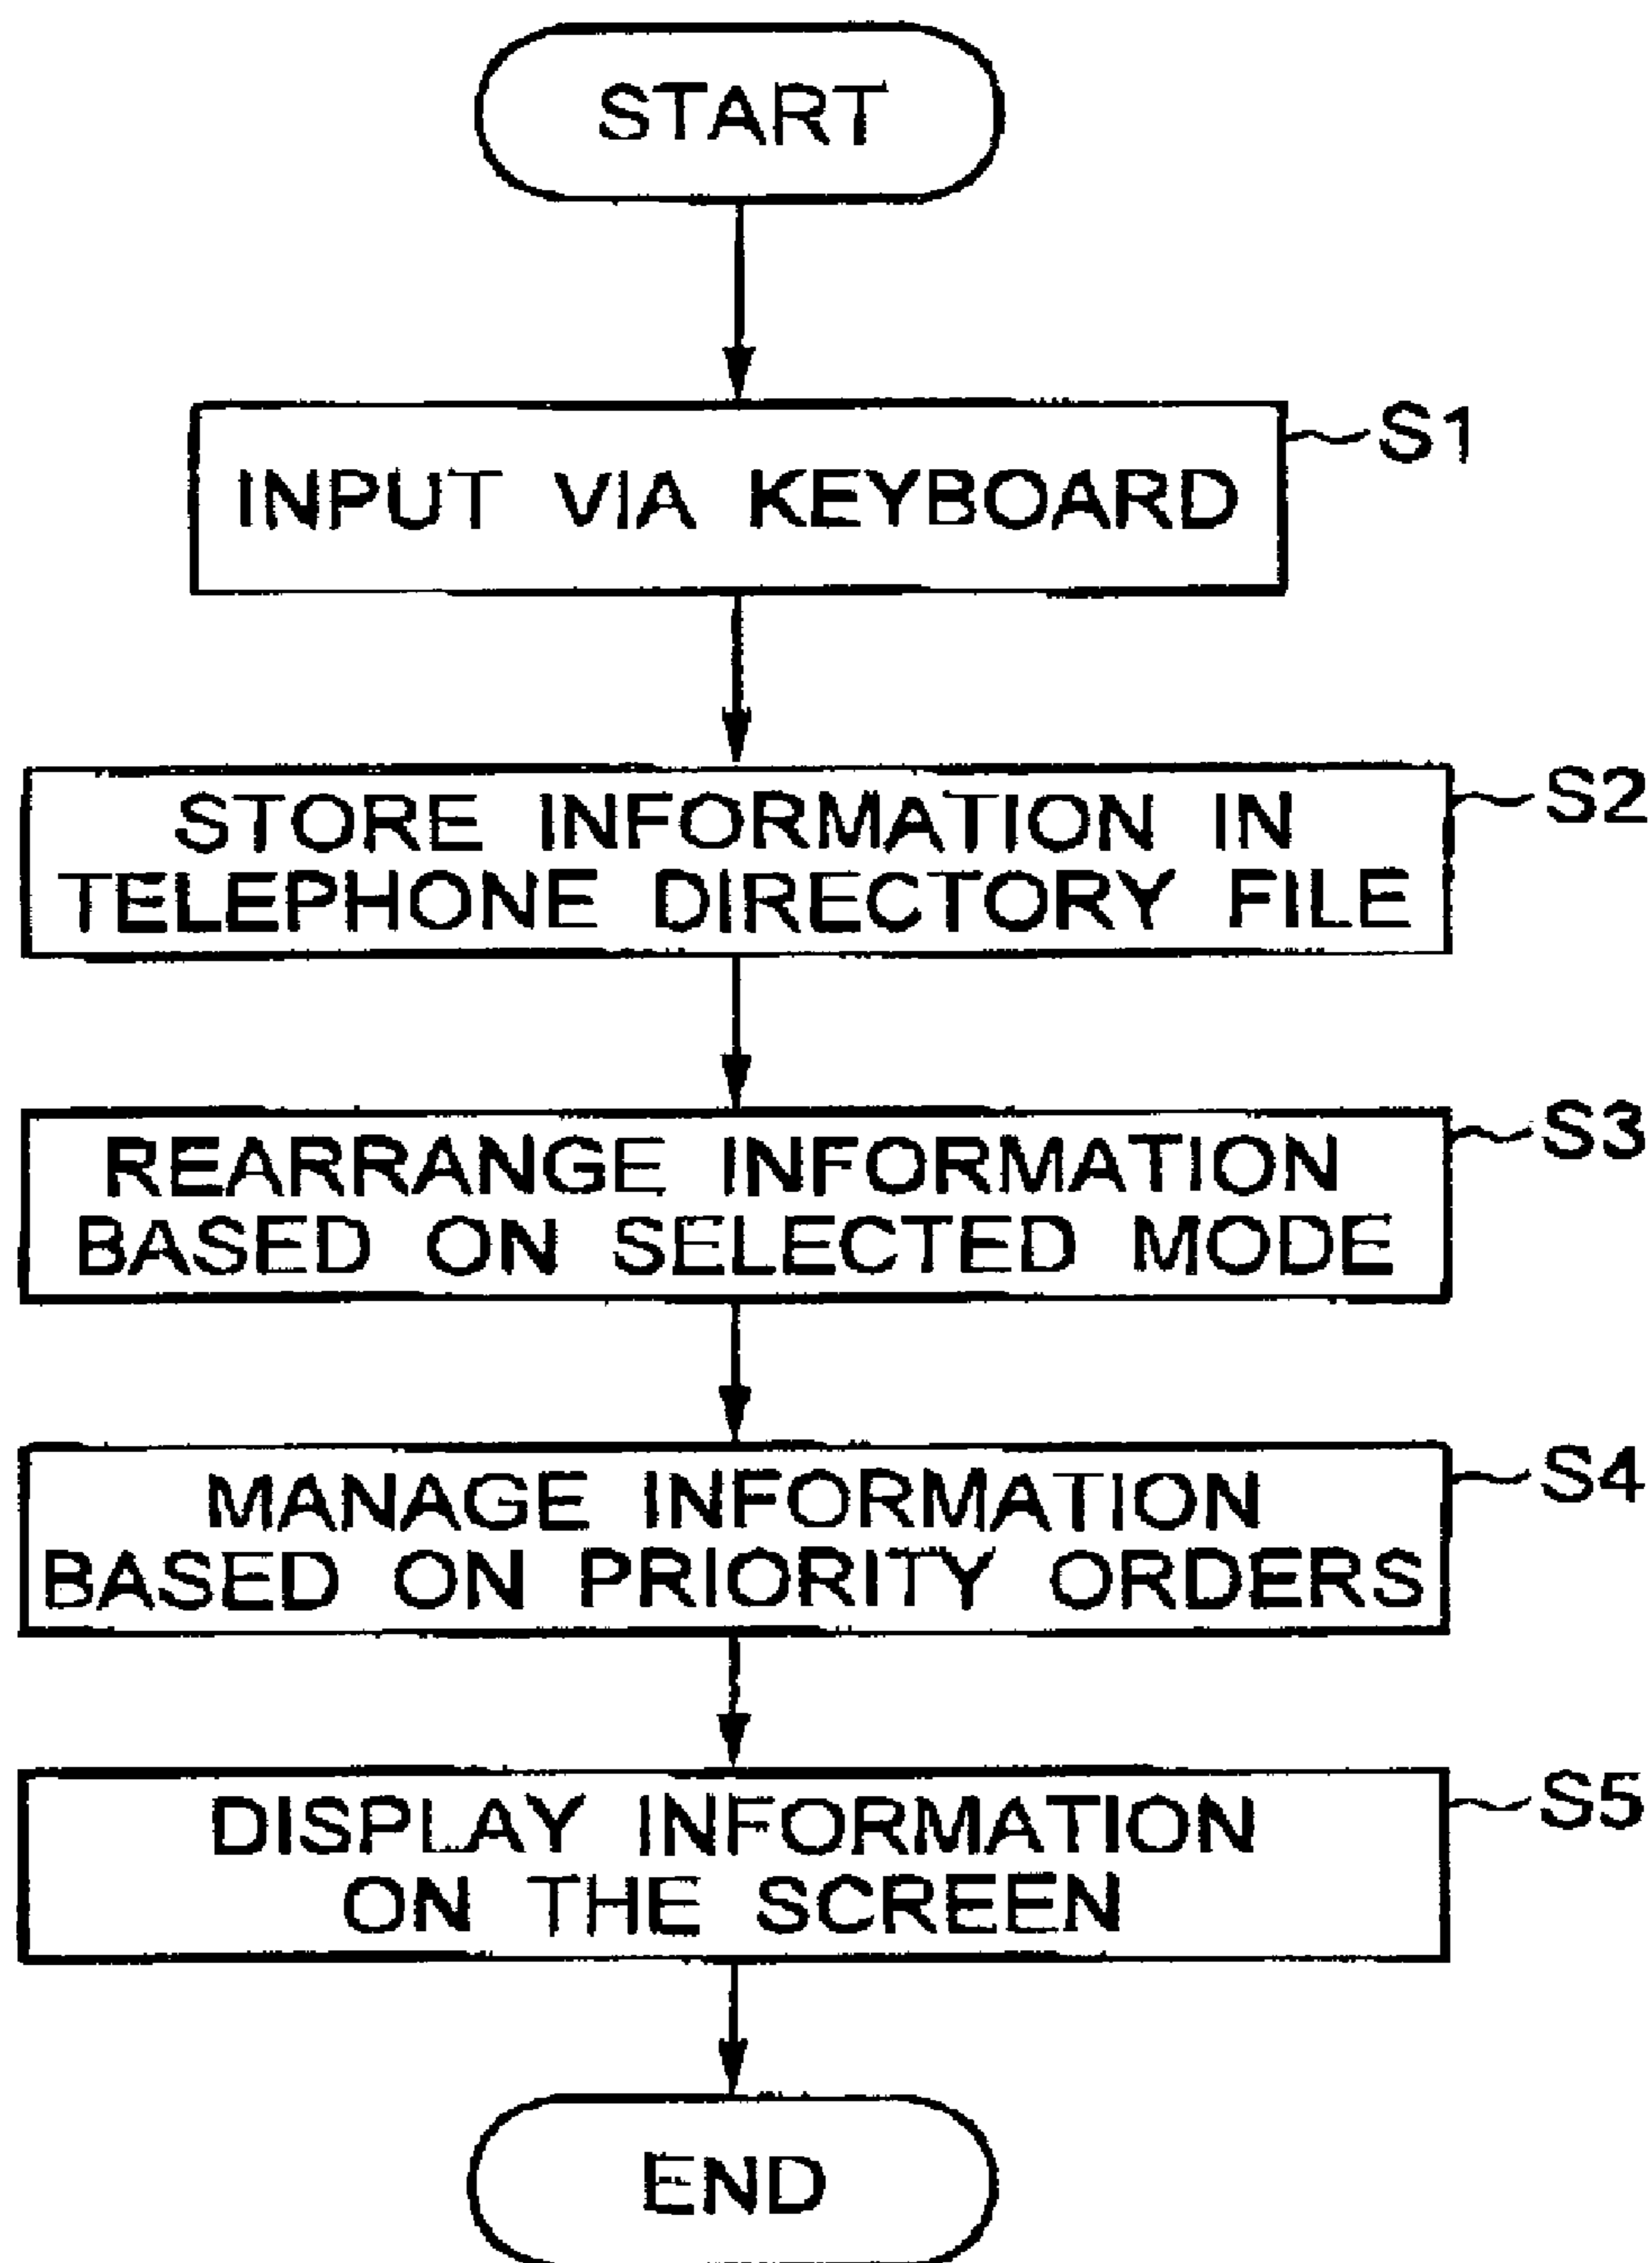 START
INPUT VIA KEYBOARD
S1
STORE INFORMATION IN
TELEPHONE DIRECTORY FILE
S2
REARRANGE INFORMATION
BASED ON SELECTED MODE
S3
MANAGE INFORMATION
BASED ON PRIORITY ORDERS
S4
DISPLAY INFORMATION
ON THE SCREEN
S5
END